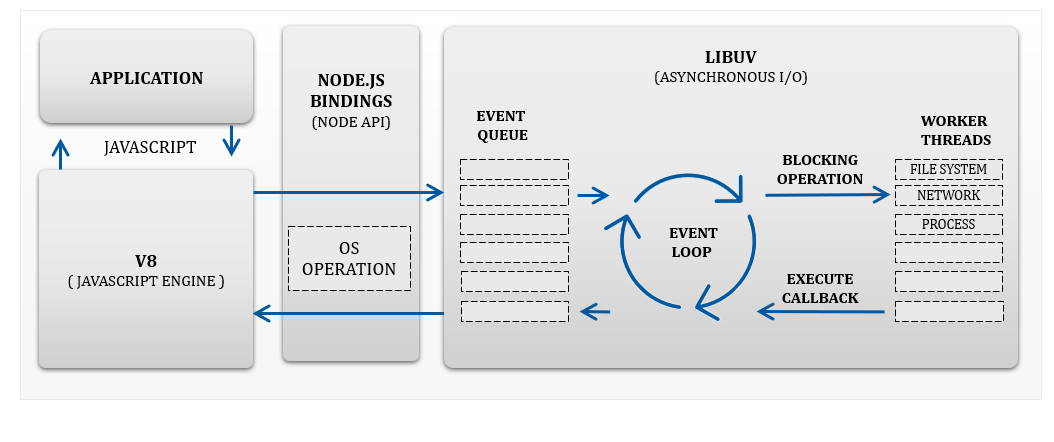 APPLICATION
JAVASCRIPT
V8
( JAVASCRIPT ENGINE )
NODE.JS
BINDINGS
(NODE API)
OS
OPERATION
LIBUV
(ASYNCHRONOUS I/O)
EVENT
QUEUE
EVENT
LOOP
BLOCKING
OPERATION
EXECUTE
CALLBACK
WORKER
THREADS
FILE SYSTEM
NETWORK
PROCESS